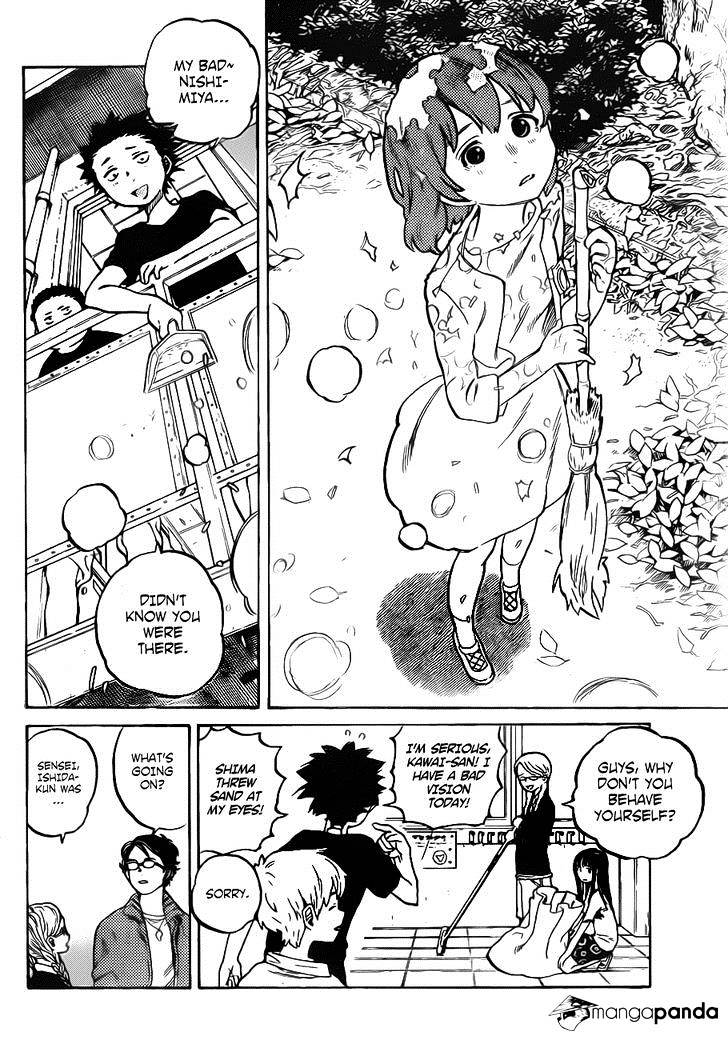 MY BAD~
NISHI-
MIYA...
DIDN'T
KNOW YOU
WERE
THERE.
GUYS, WHY
DON'T YOU
BEHAVE
YOURSELF?
I'M SERIOUS,
KAWAI-SAN! I
HAVE A BAD
VISION
TODAY!
SHIMA
THREW
SAND AT
MY EYES!
SORRY.
WHAT'S
GOING
ON?
SENSEI,
ISHIDA-
KUN WAS
...
mangapanda